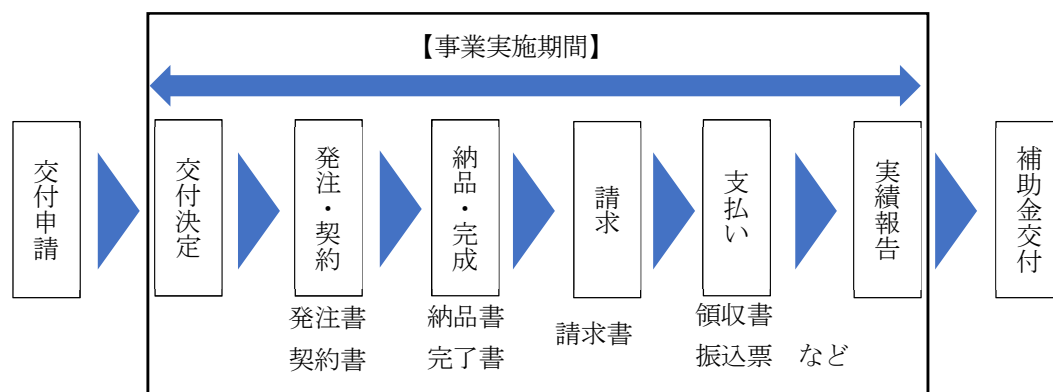 【事業実施期間】
交付申請
交付決定
発注・契約
納品・完成
請求
支払い
実績報告
補助金交付
発注書
契約書
納品書
完了書
請求書
領収書
振込票 など